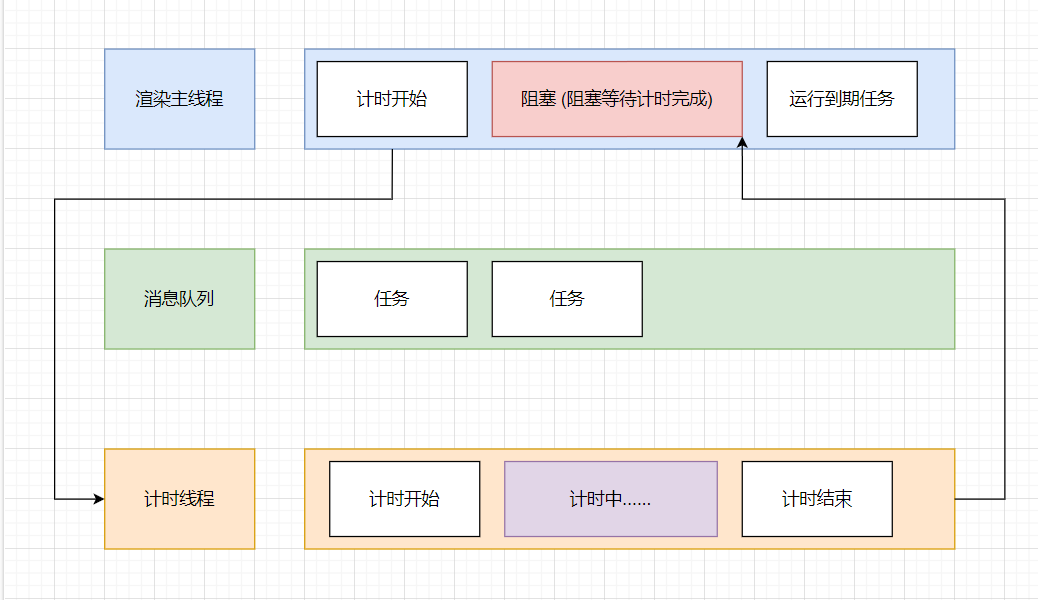 渲染主线程
计时开始
阻塞 (阻塞等待计时完成)
运行到期任务
消息队列
任务
任务
计时线程
计时开始
计时中......
计时结束